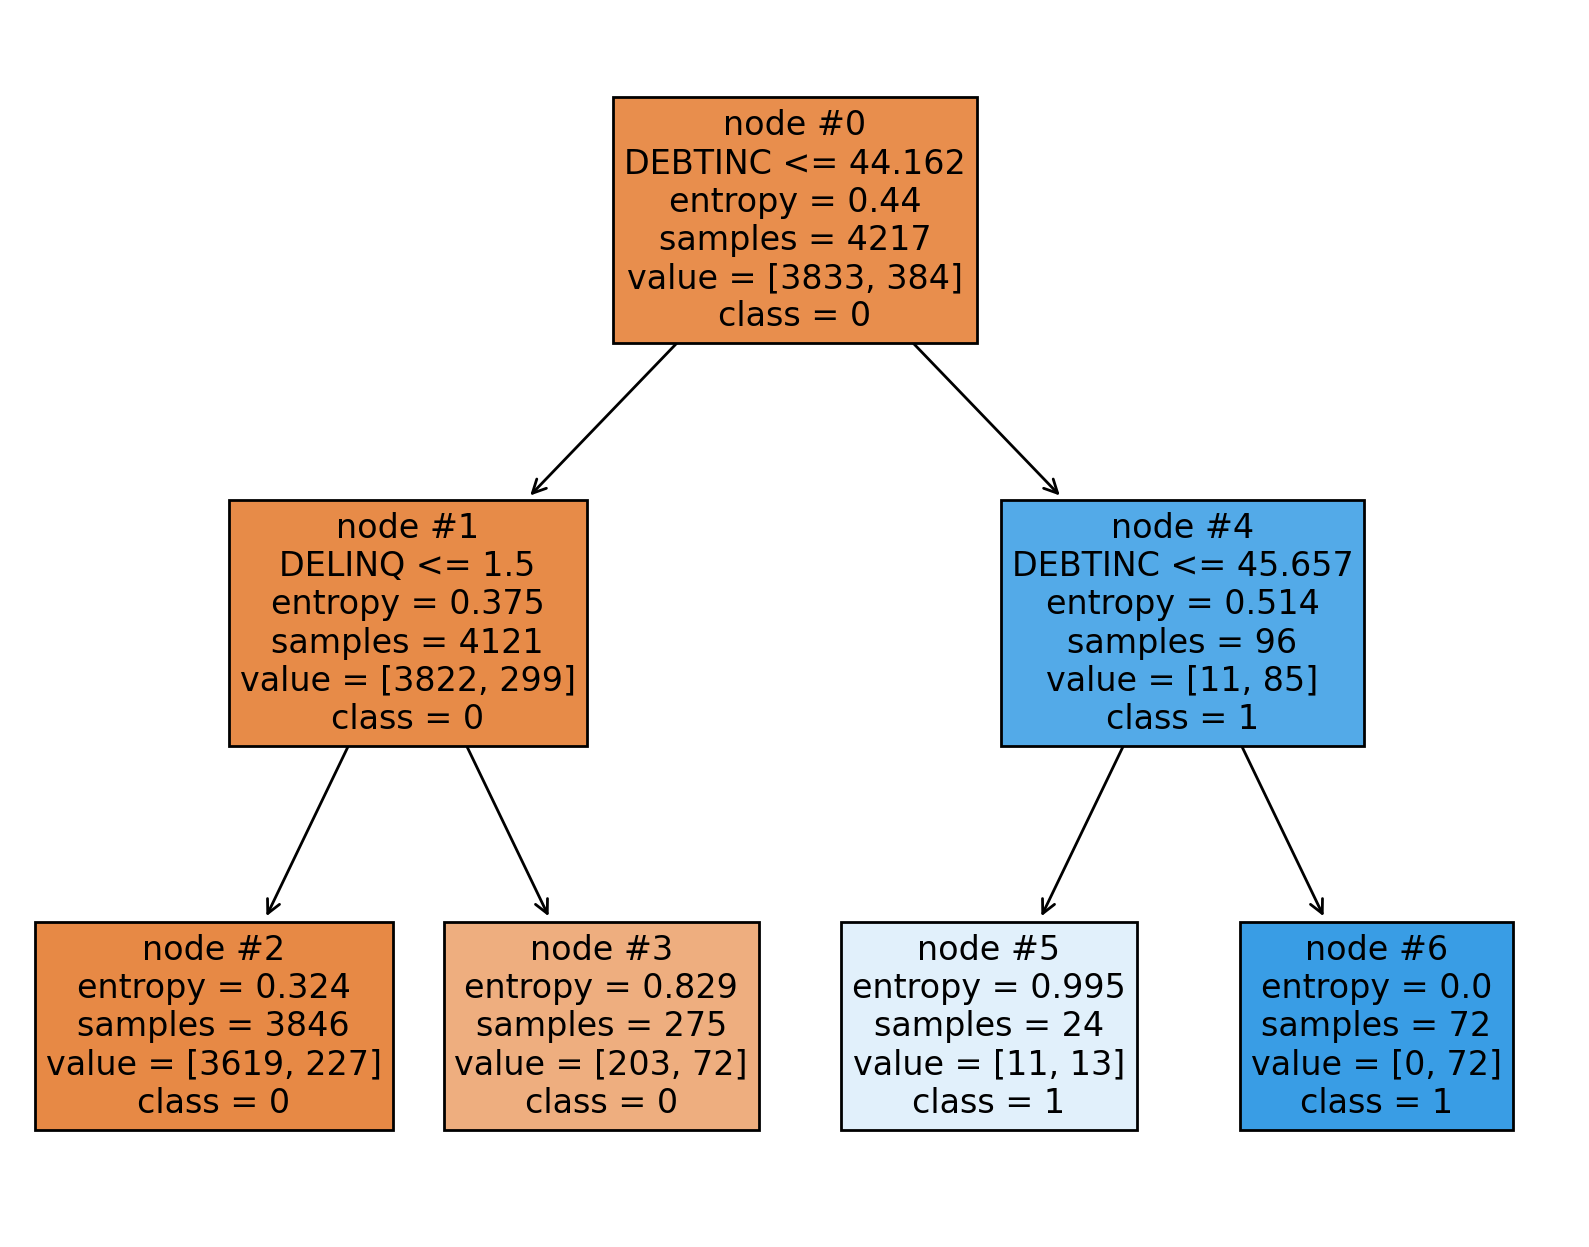 node #0
DEBTINC <= 44.162
entropy = 0.44
samples = 4217
value = [3833, 384]
class = 0
node #1
DELINQ <= 1.5
entropy = 0.375
samples = 4121
value = [3822, 299]
class = 0
node #4
DEBTINC <= 45.657
entropy = 0.514
samples = 96
value = [11, 85]
class = 1
node #2
entropy = 0.324
samples = 3846
value = [3619, 227]
class = 0
node #3
entropy = 0.829
samples = 275
value = [203, 72]
class = 0
node #5
entropy = 0.995
samples = 24
value = [11, 13]
class = 1
node #6
entropy = 0.0
samples = 72
value = [0, 72]
class = 1